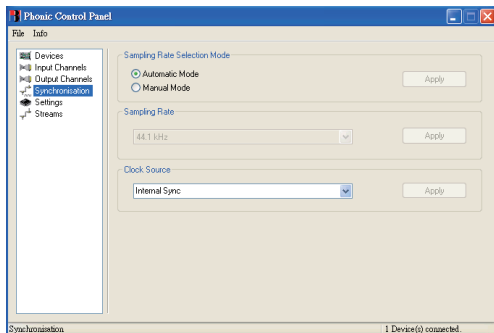 Phonic Control Panel
File Info
Devices
Input Channels
Output Channels
Synchronisation
Settings
Streams
Sampling Rate Selection Mode
Automatic Mode
Manual Mode
Apply
Sampling Rate
44.1 kHz
Apply
Clock Source
Internal Sync
Apply
Synchronisation
1 Device(s) connected.